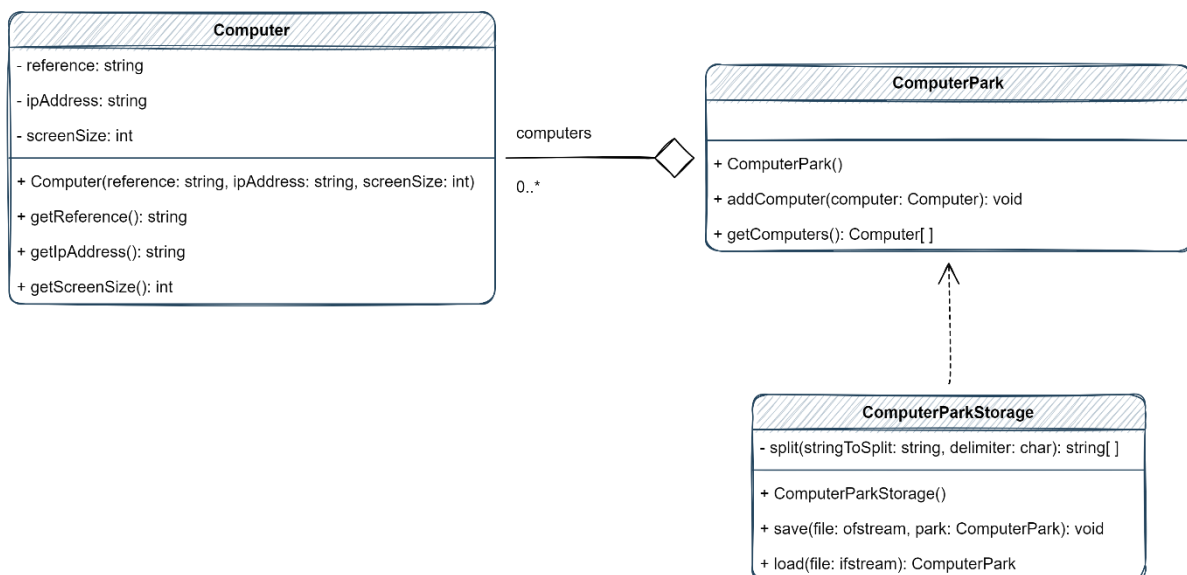 Computer
- reference: string
- ipAddress: string
- screenSize: int
+ Computer(reference: string, ipAddress: string, screenSize: int)
+ getReference(): string
+ getIpAddress(): string
+ getScreenSize(): int
computers
0..*
ComputerPark
+ ComputerPark()
+ addComputer(computer: Computer): void
+ getComputers(): Computer[ ]
ComputerParkStorage
- split(stringToSplit: string, delimiter: char): string[ ]
+ ComputerParkStorage()
+ save(file: ofstream, park: ComputerPark): void
+ load(file: ifstream): ComputerPark